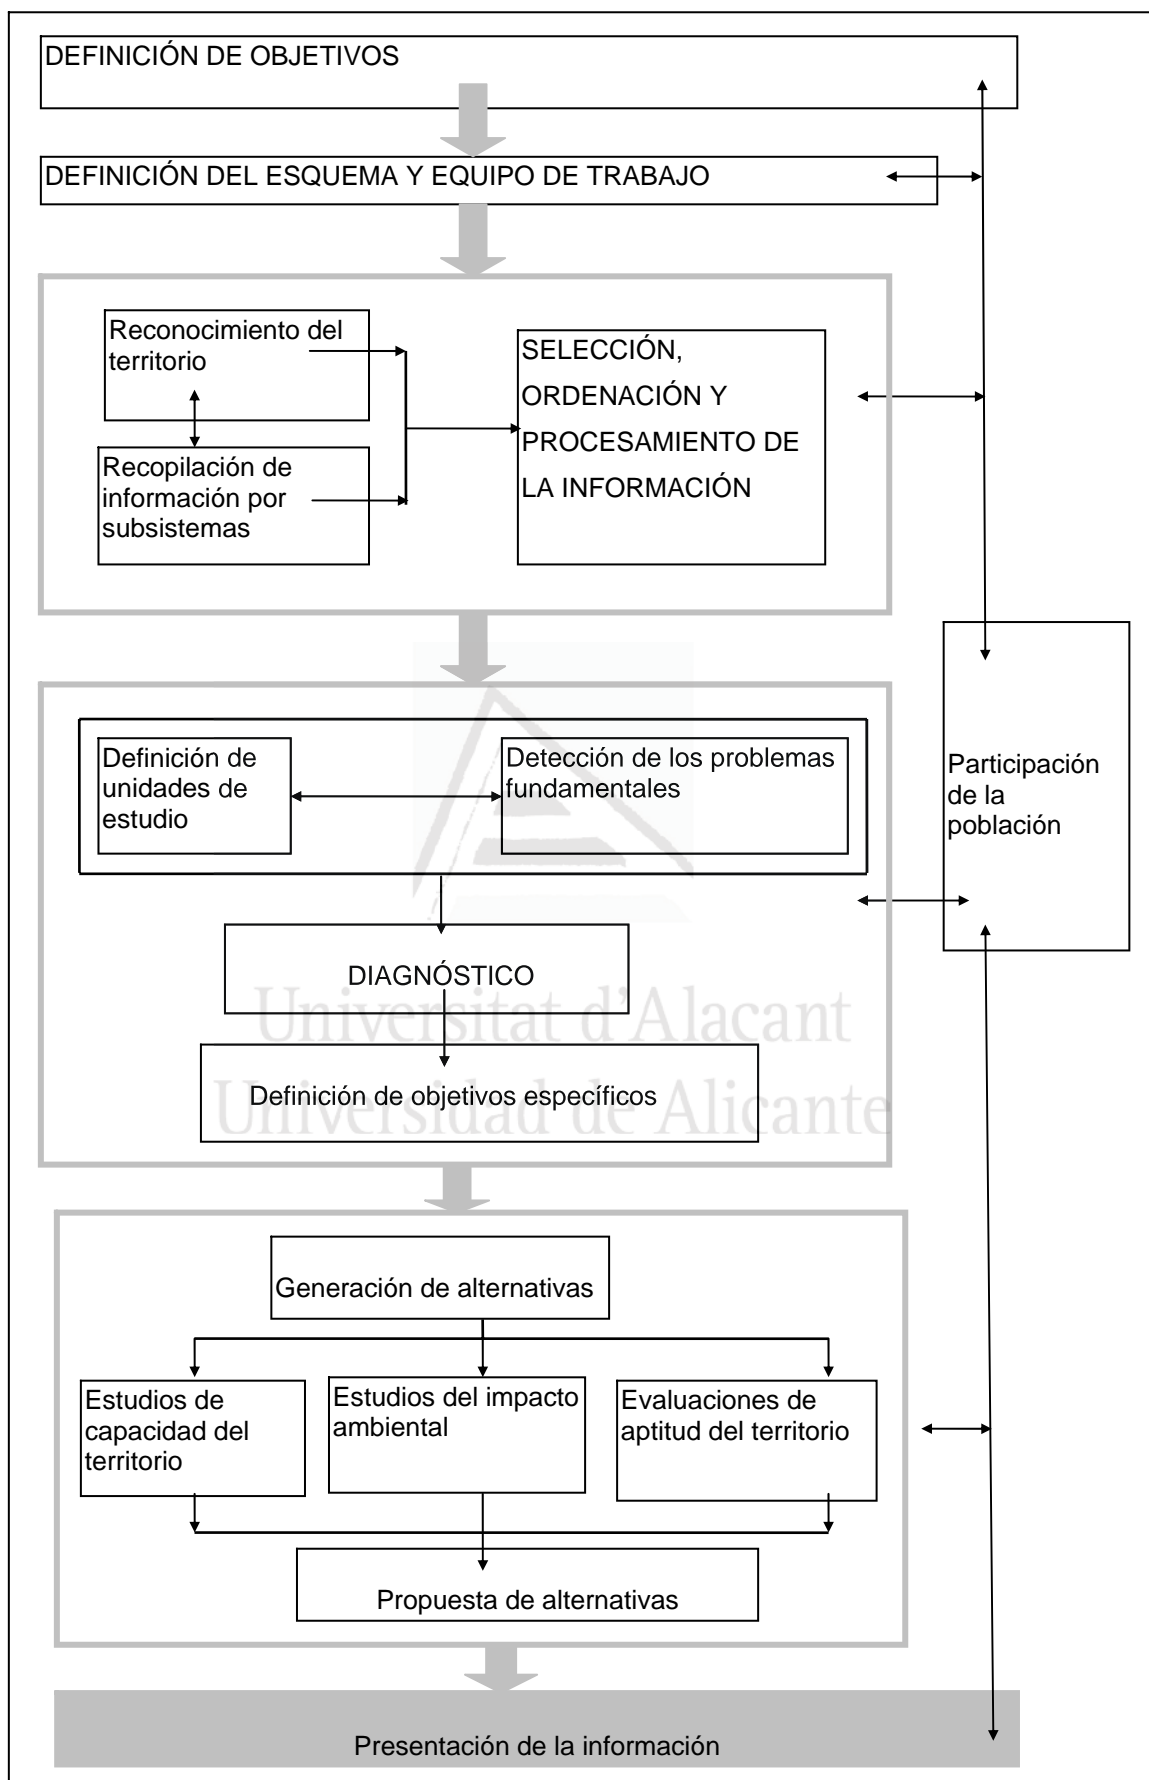 DEFINICIÓN DE OBJETIVOS
DEFINICIÓN DEL ESQUEMA Y EQUIPO DE TRABAJO
Reconocimiento del
territorio
Recopilación de
información por
subsistemas
SELECCIÓN,
ORDENACIÓN Y
PROCESAMIENTO DE
LA INFORMACIÓN
Definición de
unidades de
estudio
Detección de los problemas
fundamentales
Participación
de la
población
DIAGNÓSTICO
Universitat d'Alacant
Definición de objetivos específicos
Universidad de Alicante
Generación de alternativas
Estudios de
capacidad del
territorio
Estudios del impacto
ambiental
Evaluaciones de
aptitud del territorio
Propuesta de alternativas
Presentación de la información